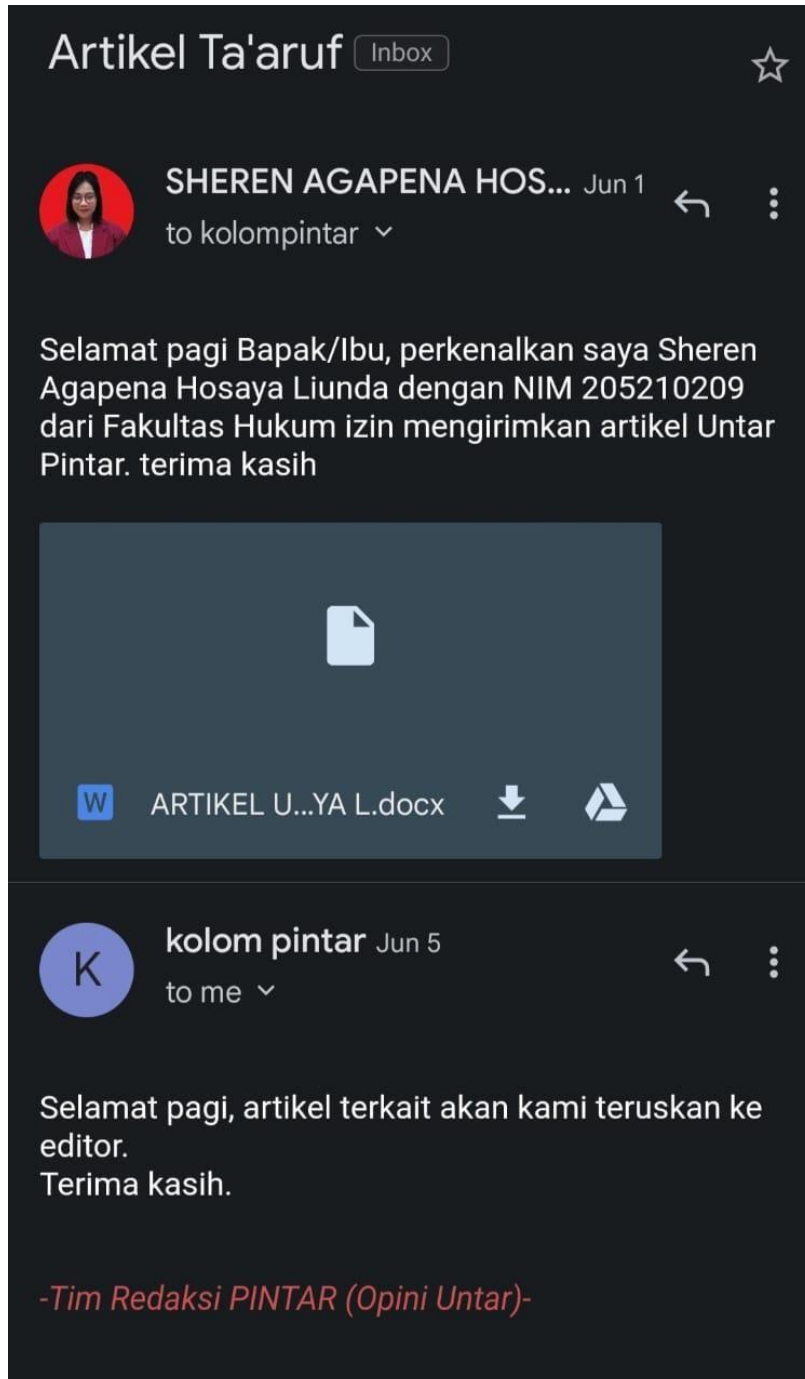 Artikel Ta'aruf Inbox
SHEREN AGAPENA HOS... Jun 1
to kolompintar
Selamat pagi Bapak/Ibu, perkenalkan saya Sheren
Agapena Hosaya Liunda dengan NIM 205210209
dari Fakultas Hukum izin mengirimkan artikel Untar
Pintar. terima kasih
W ARTIKEL U...YA L.docx
K
kolom pintar Jun 5
to me
Selamat pagi, artikel terkait akan kami teruskan ke
editor.
Terima kasih.
-Tim Redaksi PINTAR (Opini Untar)-